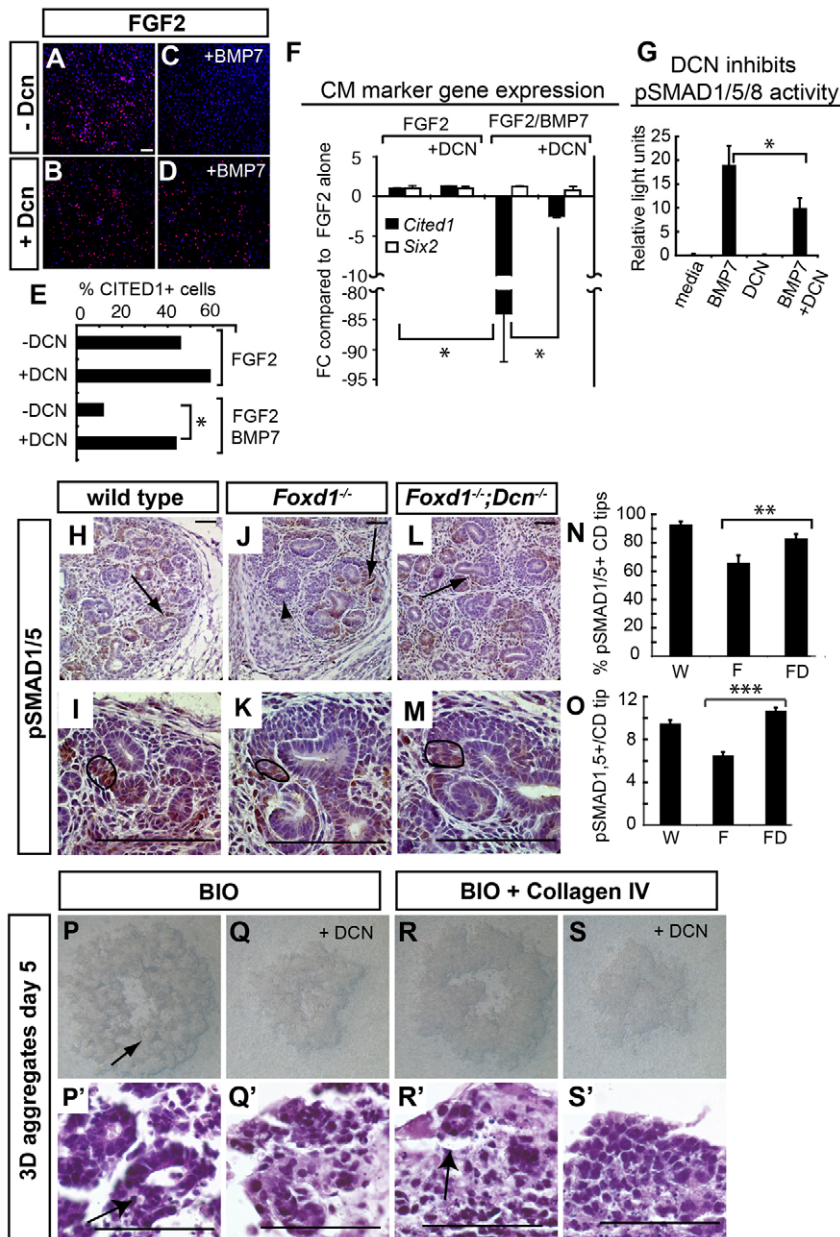 FGF2
- Dcn
+ Dcn
A
C
+BMP7
B
D
+BMP7
E
% CITED1+ cells
0
20
40
60
-DCN
+DCN
FGF2
-DCN
+DCN
*
FGF2
BMP7
F
CM marker gene expression
FGF2
FGF2/BMP7
+DCN
+DCN
FC compared to FGF2 alone
5
0
-5
-10
-80
-85
-90
-95
Cited1
Six2
*
*
G
DCN inhibits
pSMAD1/5/8 activity
Relative light units
25
20
15
10
5
0
*
media
BMP7
DCN
BMP7
+DCN
wild type
Foxd1-/-
Foxd1-/-;Dcn-/-
pSMAD1/5
H
J
L
I
K
M
N
% pSMAD1/5+ CD tips
100
80
60
40
20
0
**
W
F
FD
O
pSMAD1,5+/CD tip
12
8
4
0
***
W
F
FD
BIO
BIO + Collagen IV
3D aggregates day 5
P
Q
+ DCN
R
S
+ DCN
P'
Q'
R'
S'